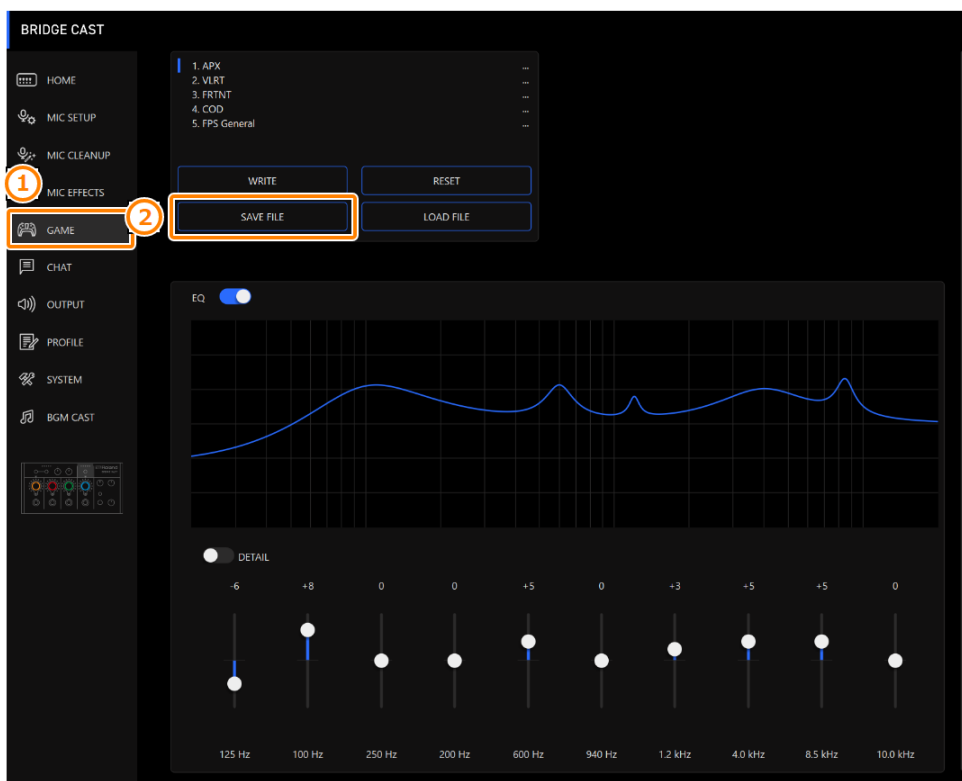 BRIDGE CAST
HOME
MIC SETUP
MIC CLEANUP
1
MIC EFFECTS
GAME
CHAT
OUTPUT
PROFILE
SYSTEM
BGM CAST
1. APX ...
2. VLRT ...
3. FRTNT ...
4. COD ...
5. FPS General ...
WRITE RESET
2
SAVE FILE LOAD FILE
EQ
DETAIL
-6 +8 0 0 +5 0 +3 +5 +5 0
125 Hz 100 Hz 250 Hz 200 Hz 600 Hz 940 Hz 1.2 kHz 4.0 kHz 8.5 kHz 10.0 kHz